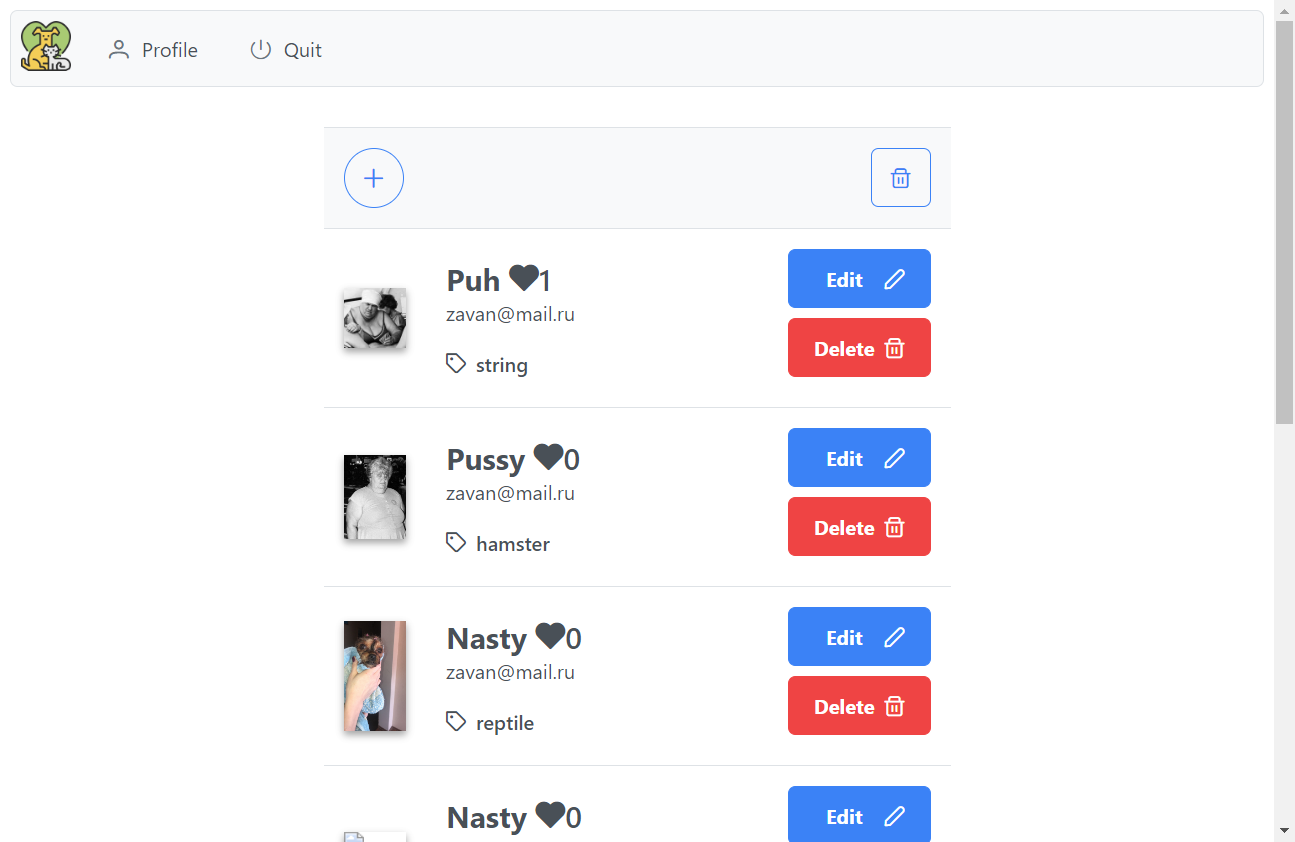 Profile
Quit
Puh 1
zavan@mail.ru
string
Edit
Delete
Pussy 0
zavan@mail.ru
hamster
Edit
Delete
Nasty 0
zavan@mail.ru
reptile
Edit
Delete
Nasty 0
Edit